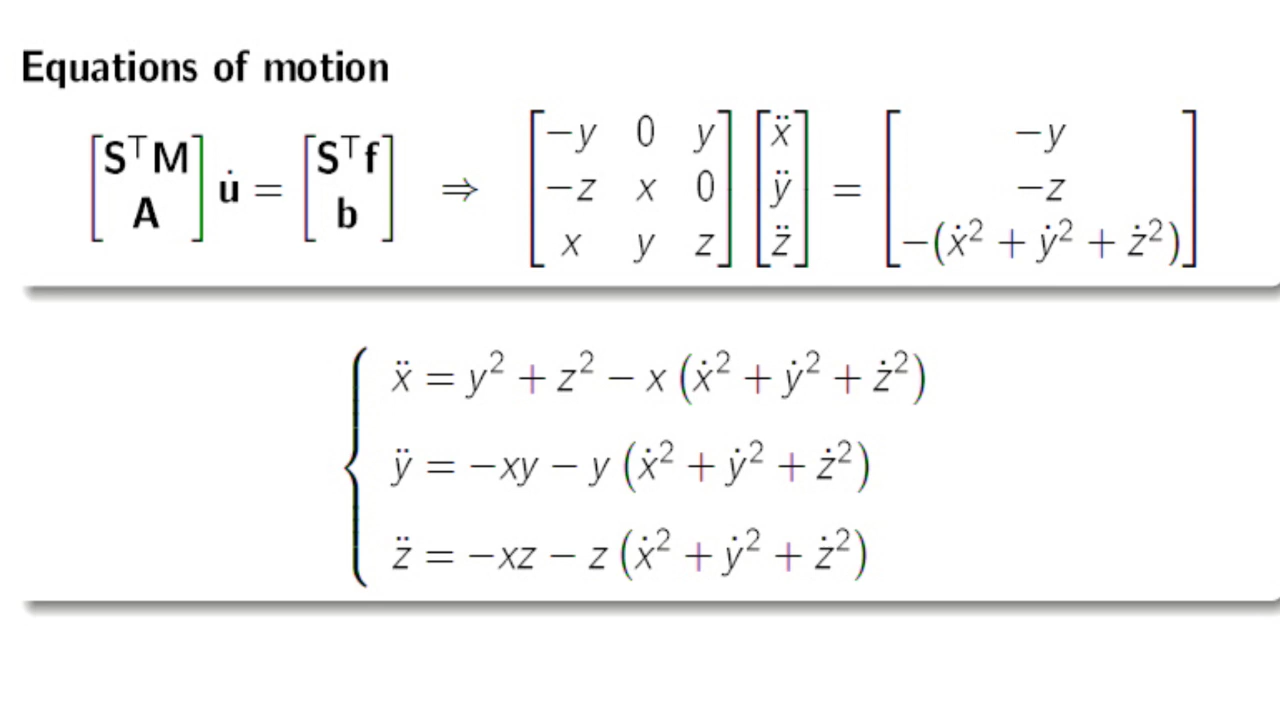 Equations of motion
[SᵀM; A] u̇ = [Sᵀf; b] ⇒ [−y 0 y; −z x 0; x y z] [ẍ; ÿ; z̈] = [−y; −z; −(ẋ² + ẏ² + ż²)]
ẍ = y² + z² − x (ẋ² + ẏ² + ż²)
ÿ = −xy − y (ẋ² + ẏ² + ż²)
z̈ = −xz − z (ẋ² + ẏ² + ż²)